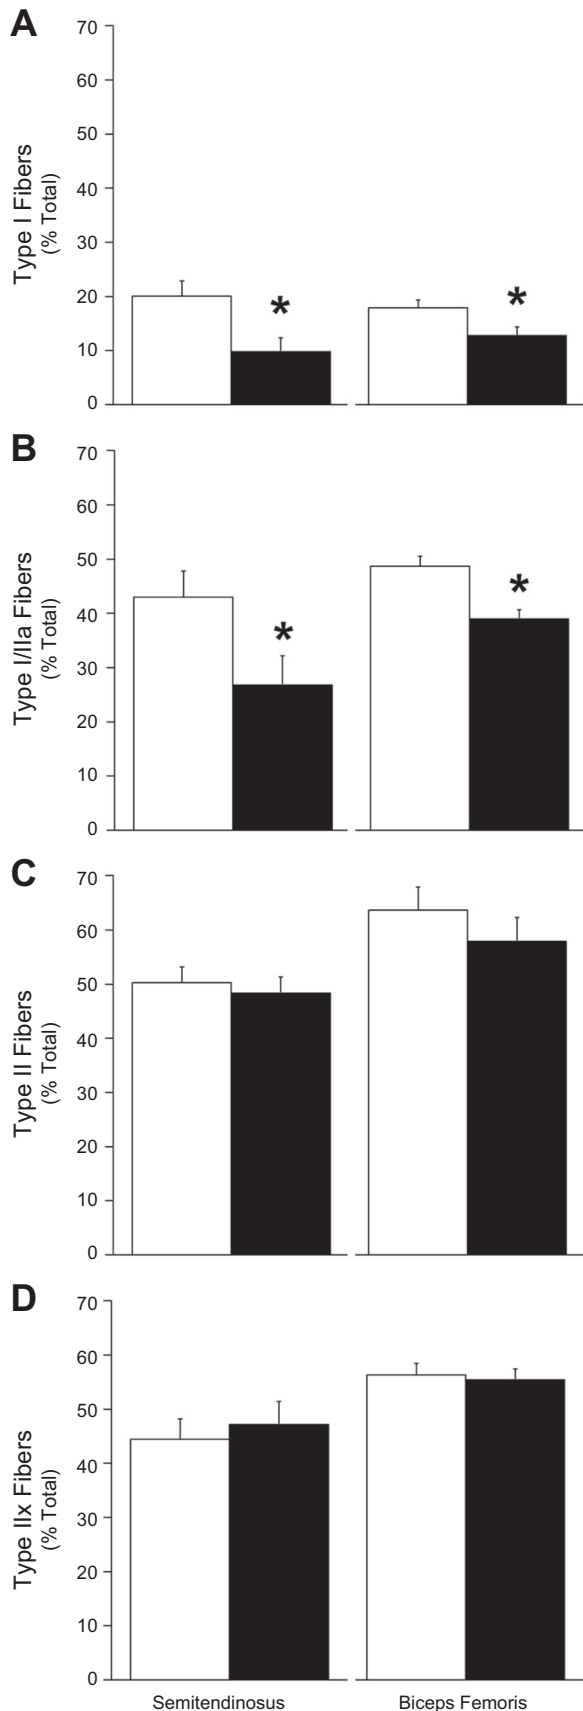 A
Type I Fibers
(% Total)
70
60
50
40
30
20
10
0
*
*
B
Type I/IIa Fibers
(% Total)
70
60
50
40
30
20
10
0
*
*
C
Type II Fibers
(% Total)
70
60
50
40
30
20
10
0
D
Type IIx Fibers
(% Total)
70
60
50
40
30
20
10
0
Semitendinosus
Biceps Femoris